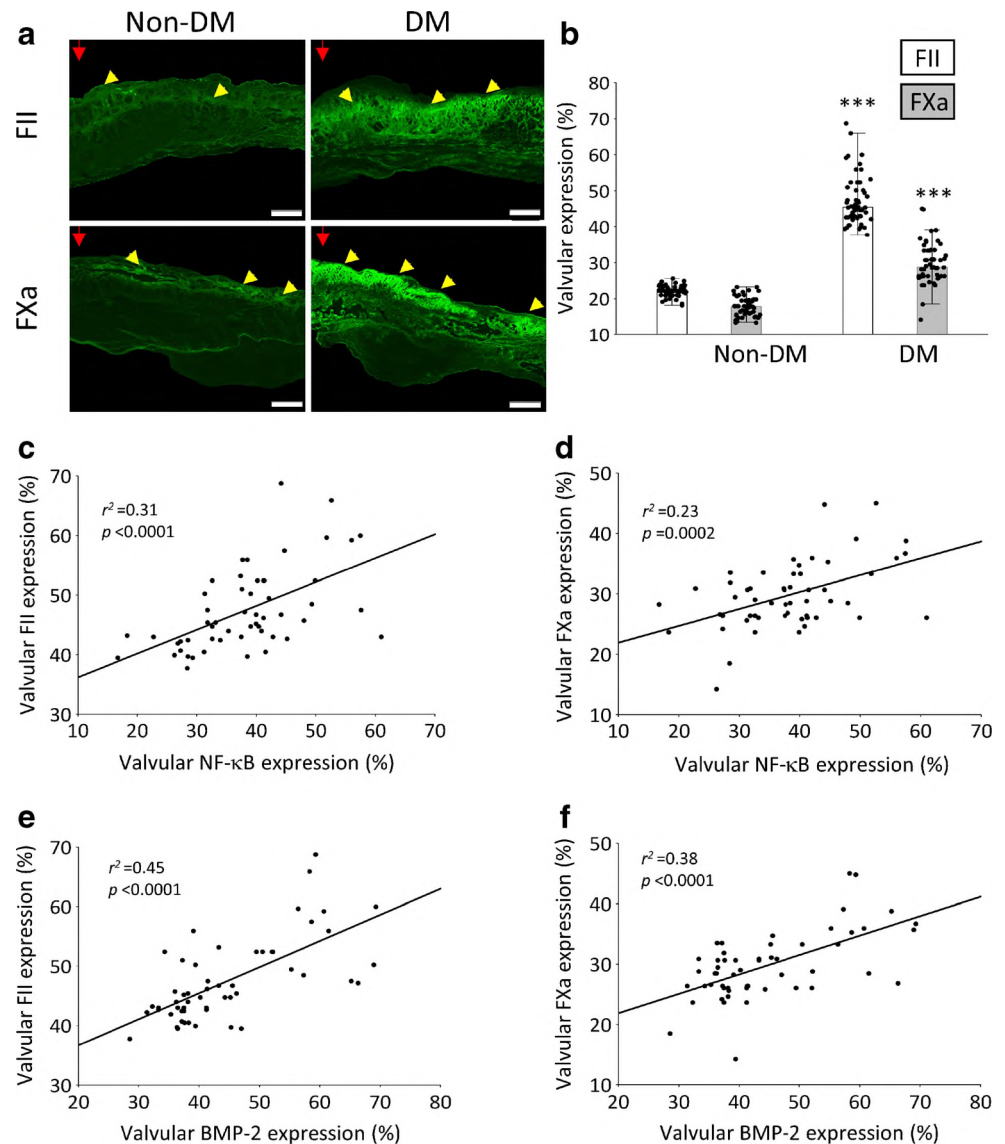 a
Non-DM
DM
FII
FXa
b
FII
FXa
Valvular expression (%)
80
70
60
50
40
30
20
10
***
***
Non-DM
DM
c
Valvular FII expression (%)
70
60
50
40
30
r²=0.31
p <0.0001
10 20 30 40 50 60 70
Valvular NF-κB expression (%)
d
Valvular FXa expression (%)
50
40
30
20
10
r²=0.23
p =0.0002
10 20 30 40 50 60 70
Valvular NF-κB expression (%)
e
Valvular FII expression (%)
70
60
50
40
30
r²=0.45
p <0.0001
20 30 40 50 60 70 80
Valvular BMP-2 expression (%)
f
Valvular FXa expression (%)
50
40
30
20
10
r²=0.38
p <0.0001
20 30 40 50 60 70 80
Valvular BMP-2 expression (%)